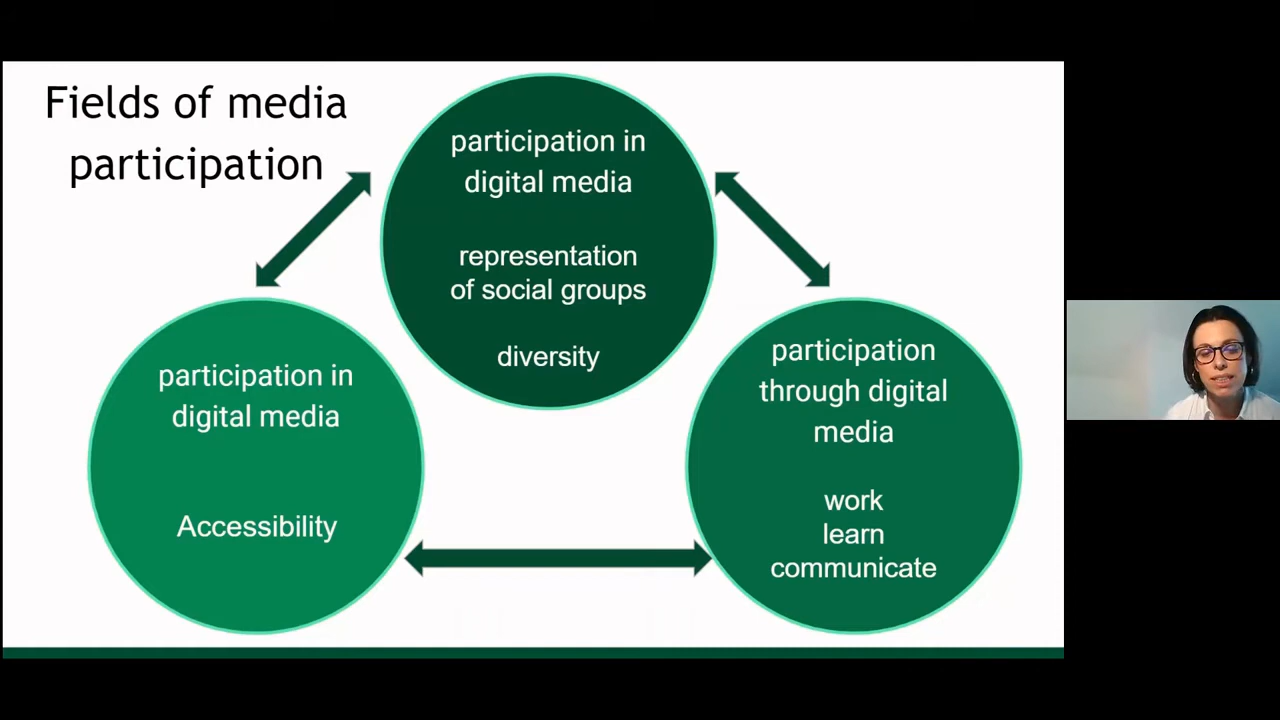 Fields of media
participation
participation in
digital media
representation
of social groups
diversity
participation in
digital media
Accessibility
participation
through digital
media
work
learn
communicate